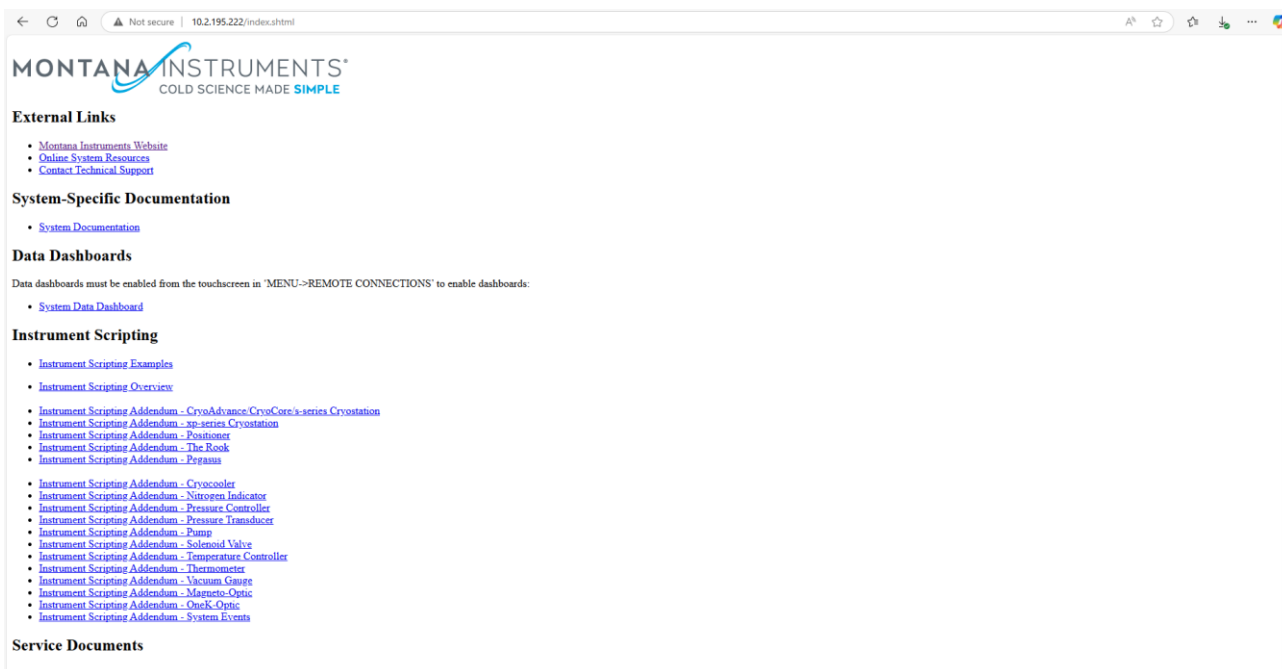 Not secure | 10.2.195.222/index.shtml
MONTANA INSTRUMENTS®
COLD SCIENCE MADE SIMPLE
External Links
Montana Instruments Website
Online System Resources
Contact Technical Support
System-Specific Documentation
System Documentation
Data Dashboards
Data dashboards must be enabled from the touchscreen in 'MENU->REMOTE CONNECTIONS' to enable dashboards:
System Data Dashboard
Instrument Scripting
Instrument Scripting Examples
Instrument Scripting Overview
Instrument Scripting Addendum - CryoAdvance/CryoCore/s-series Cryostation
Instrument Scripting Addendum - xp-series Cryostation
Instrument Scripting Addendum - Positioner
Instrument Scripting Addendum - The Rook
Instrument Scripting Addendum - Pegasus
Instrument Scripting Addendum - Cryocooler
Instrument Scripting Addendum - Nitrogen Indicator
Instrument Scripting Addendum - Pressure Controller
Instrument Scripting Addendum - Pressure Transducer
Instrument Scripting Addendum - Pump
Instrument Scripting Addendum - Solenoid Valve
Instrument Scripting Addendum - Temperature Controller
Instrument Scripting Addendum - Thermometer
Instrument Scripting Addendum - Vacuum Gauge
Instrument Scripting Addendum - Magneto-Optic
Instrument Scripting Addendum - OneK-Optic
Instrument Scripting Addendum - System Events
Service Documents